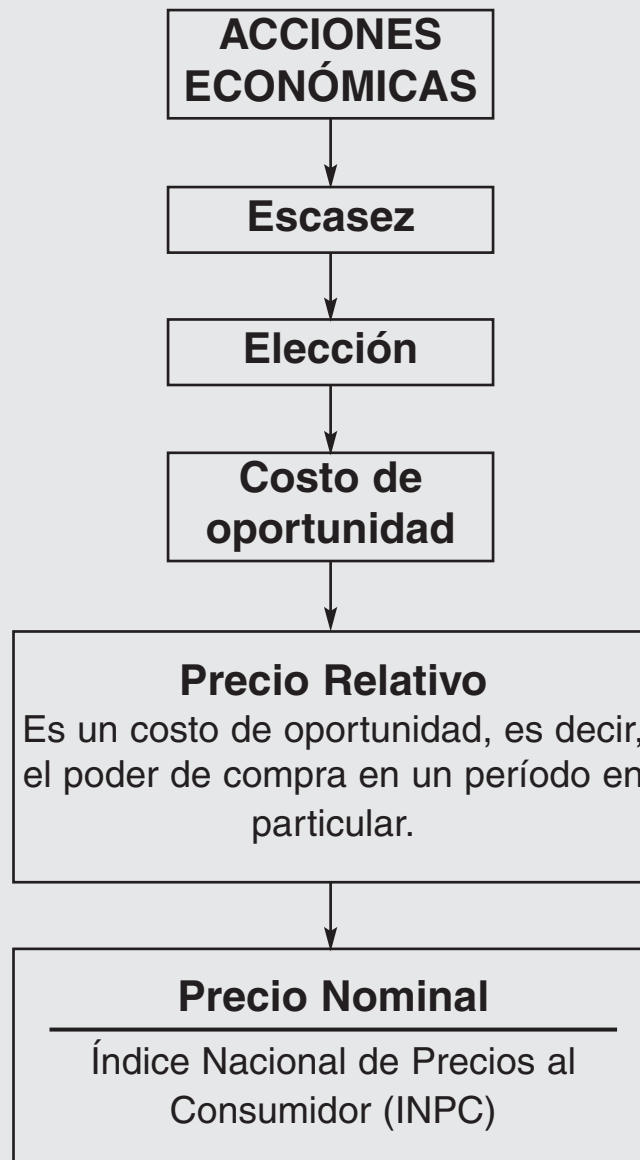 ACCIONES
ECONÓMICAS
Escasez
Elección
Costo de
oportunidad
Precio Relativo
Es un costo de oportunidad, es decir,
el poder de compra en un período en
particular.
Precio Nominal
Índice Nacional de Precios al
Consumidor (INPC)